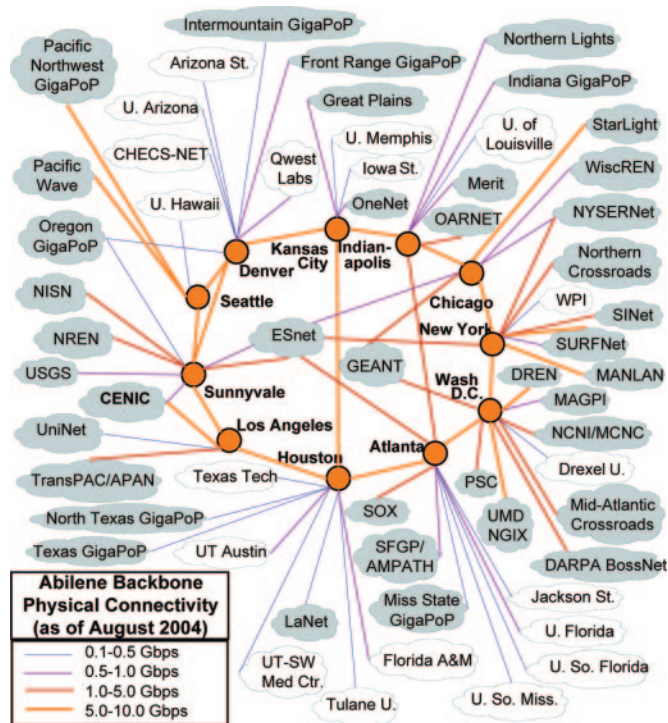 Intermountain GigaPoP
Pacific
Northwest
GigaPoP
Arizona St.
Front Range GigaPoP
Northern Lights
U. Arizona
Great Plains
Indiana GigaPoP
CHECS-NET
Qwest
Labs
U. Memphis
U. of
Louisville
StarLight
Pacific
Wave
Iowa St.
Merit
WiscREN
U. Hawaii
OneNet
OARNET
NYSERNet
Oregon
GigaPoP
Denver
Kansas
City
Indian-
apolis
Northern
Crossroads
NISN
Seattle
Chicago
WPI
NREN
ESnet
New York
SINet
USGS
GEANT
SURFNet
Sunnyvale
Wash
D.C.
DREN
MANLAN
CENIC
MAGPI
UniNet
Los Angeles
Houston
Atlanta
NCNI/MCNC
TransPAC/APAN
Texas Tech
PSC
Drexel U.
North Texas GigaPoP
SOX
UMD
NGIX
Mid-Atlantic
Crossroads
Texas GigaPoP
UT Austin
SFGP/
AMPATH
DARPA BossNet
Abilene Backbone
Physical Connectivity
(as of August 2004)
0.1-0.5 Gbps
0.5-1.0 Gbps
1.0-5.0 Gbps
5.0-10.0 Gbps
LaNet
Miss State
GigaPoP
Jackson St.
UT-SW
Med Ctr.
Florida A&M
U. Florida
Tulane U.
U. So. Miss.
U. So. Florida